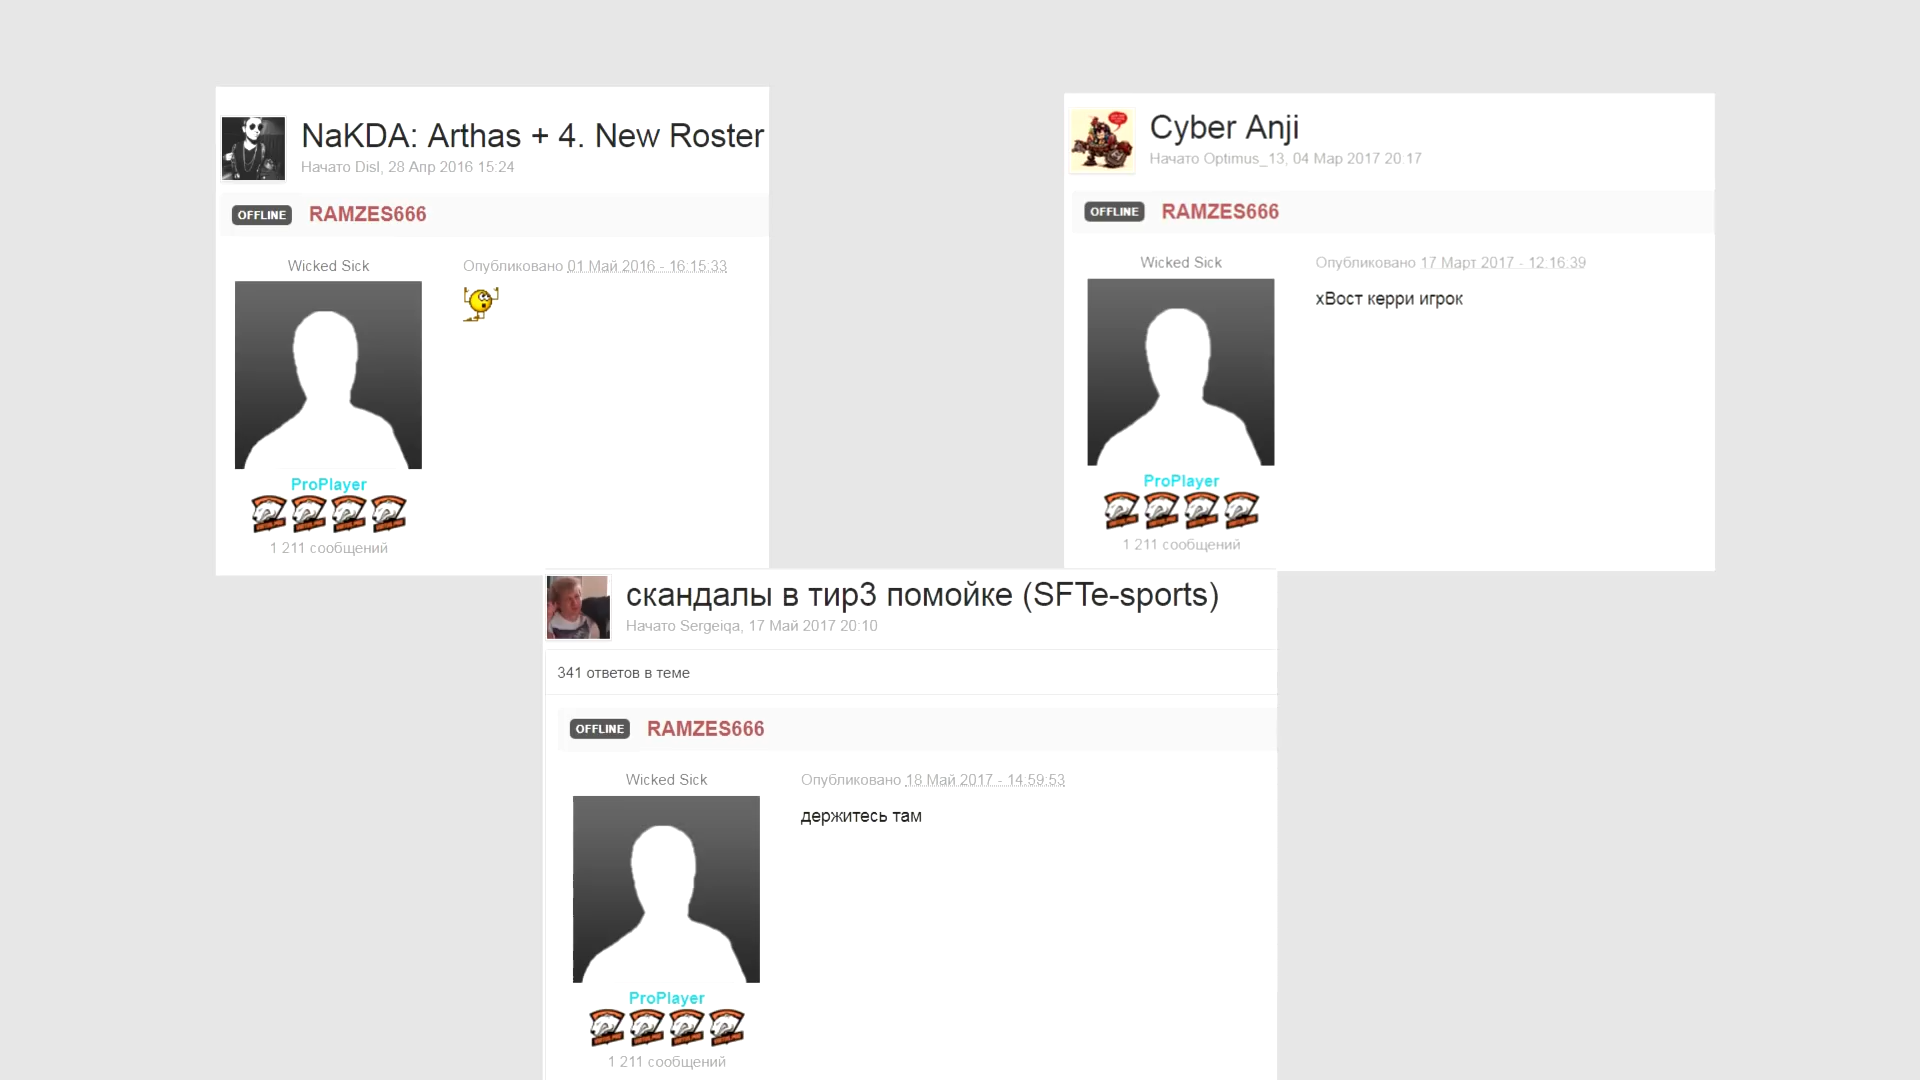 NaKDA: Arthas + 4. New Roster
Начато Disl, 28 Апр 2016 15:24
OFFLINE RAMZES666
Wicked Sick
Опубликовано 01 Май 2016 - 16:15:33
ProPlayer
1 211 сообщений
Cyber Anji
Начато Optimus_13, 04 Мар 2017 20:17
OFFLINE RAMZES666
Wicked Sick
Опубликовано 17 Март 2017 - 12:16:39
хВост керри игрок
ProPlayer
1 211 сообщений
скандалы в тир3 помойке (SFTe-sports)
Начато Sergeiqa, 17 Май 2017 20:10
341 ответов в теме
OFFLINE RAMZES666
Wicked Sick
Опубликовано 18 Май 2017 - 14:59:53
держитесь там
ProPlayer
1 211 сообщений